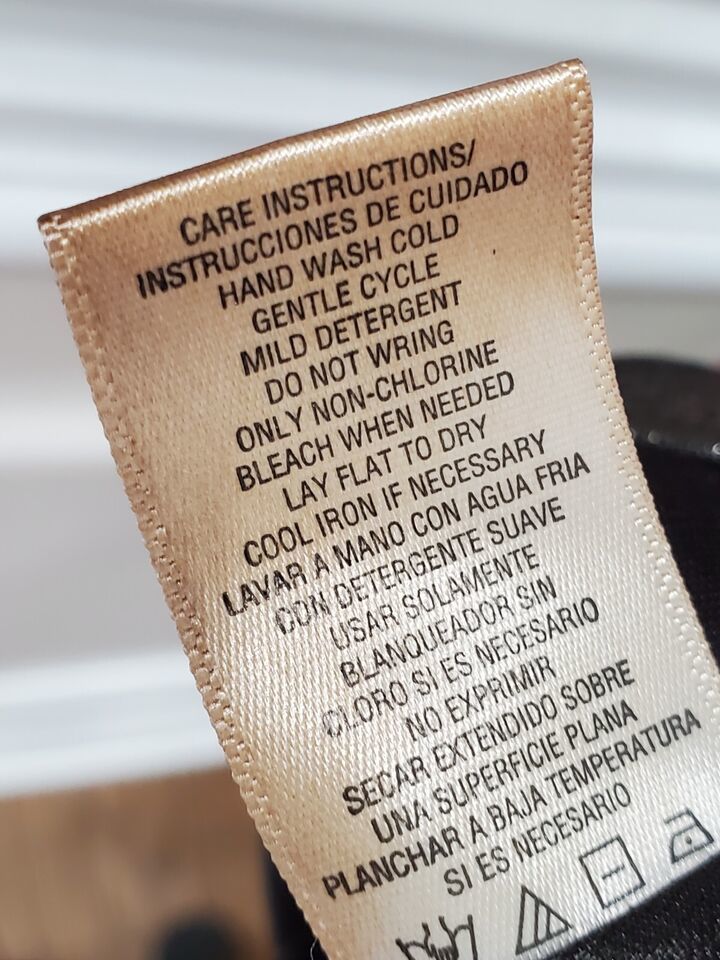 CARE INSTRUCTIONS/
INSTRUCCIONES DE CUIDADO
HAND WASH COLD
GENTLE CYCLE
MILD DETERGENT
DO NOT WRING
ONLY NON-CHLORINE
BLEACH WHEN NEEDED
LAY FLAT TO DRY
COOL IRON IF NECESSARY
LAVAR A MANO CON AGUA FRIA
CON DETERGENTE SUAVE
USAR SOLAMENTE
BLANQUEADOR SIN
CLORO SI ES NECESARIO
NO EXPRIMIR
SECAR EXTENDIDO SOBRE
UNA SUPERFICIE PLANA
PLANCHAR A BAJA TEMPERATURA
SI ES NECESARIO